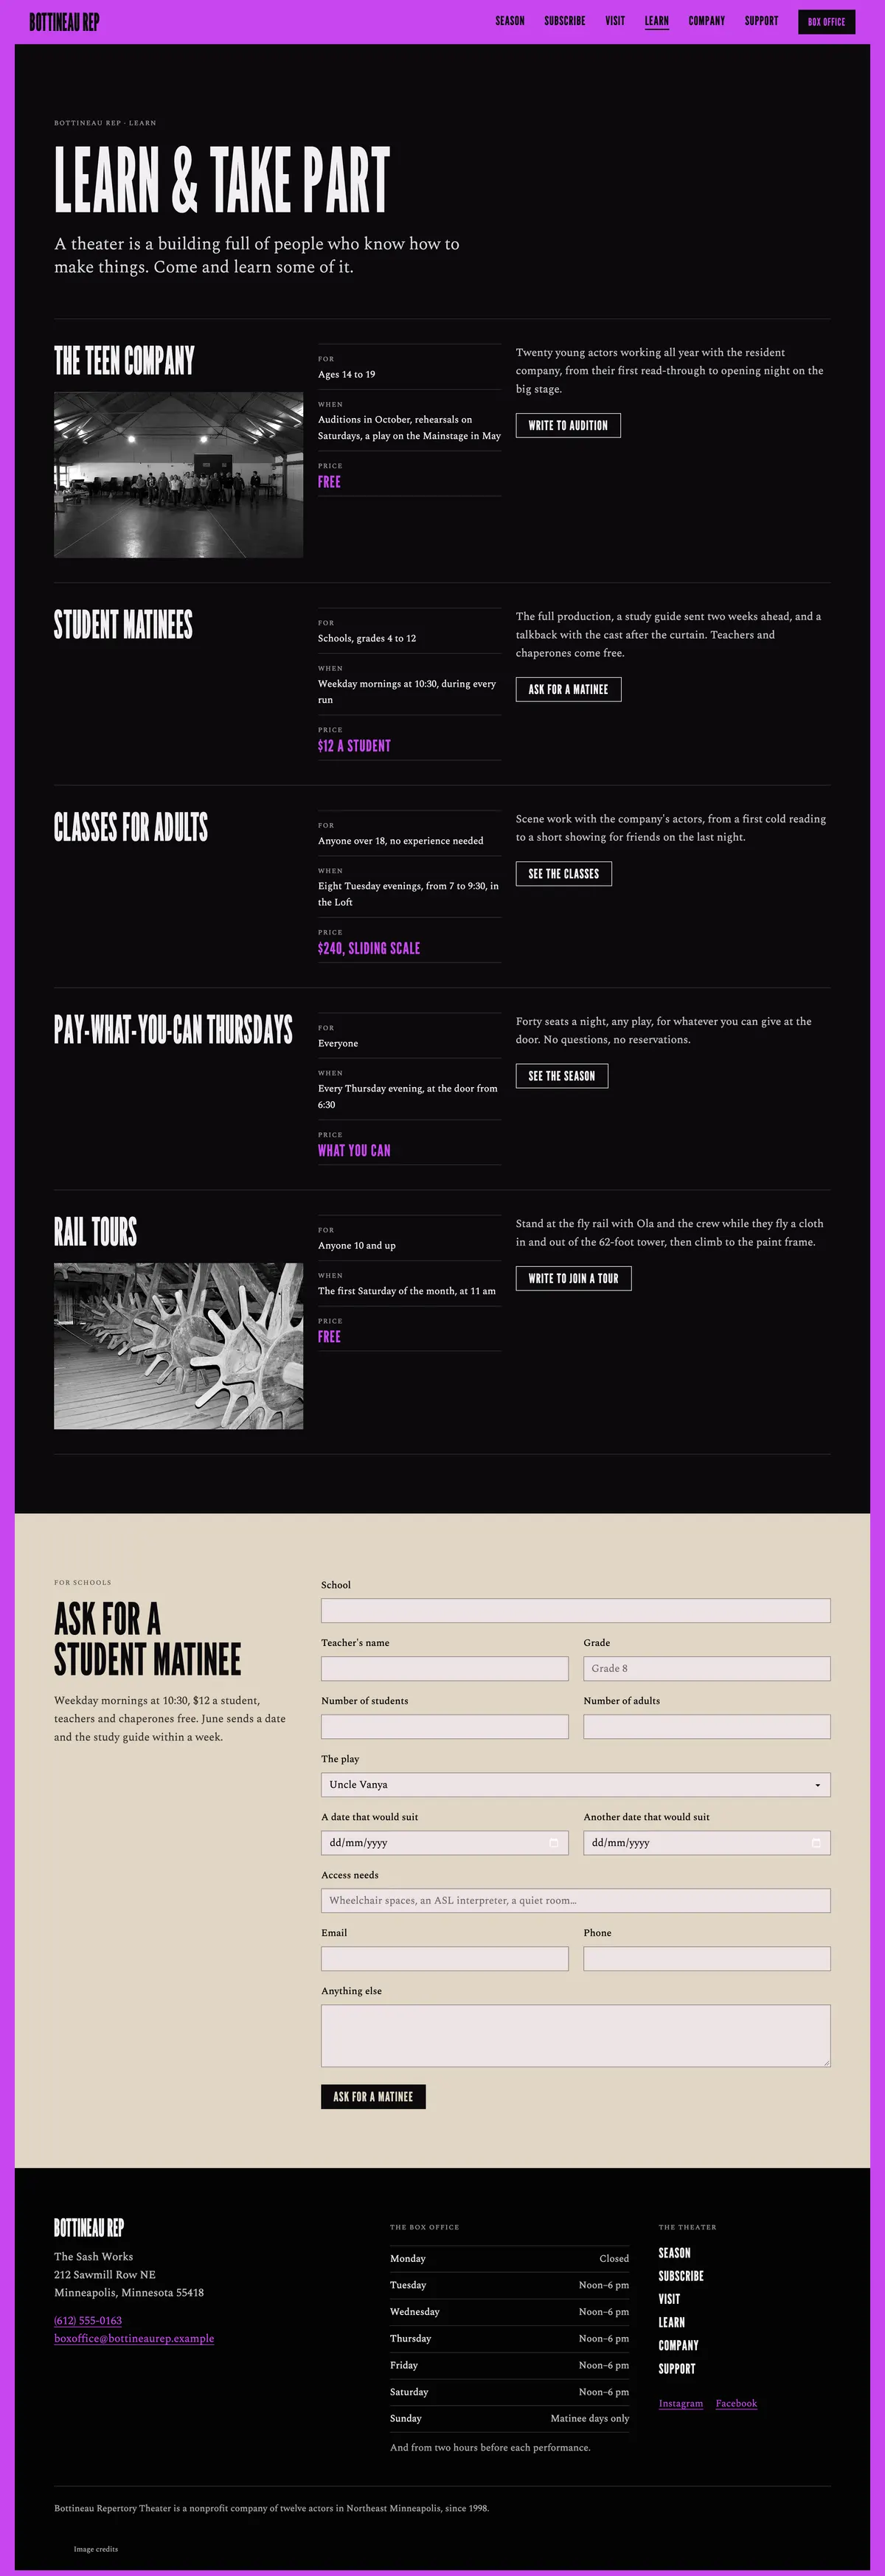 BOTTINEAU REP
SEASON
SUBSCRIBE
VISIT
LEARN
COMPANY
SUPPORT
BOX OFFICE
BOTTINEAU REP · LEARN
LEARN & TAKE PART
A theater is a building full of people who know how to
make things. Come and learn some of it.
THE TEEN COMPANY
FOR
Ages 14 to 19
WHEN
Auditions in October, rehearsals on
Saturdays, a play on the Mainstage in May
PRICE
FREE
Twenty young actors working all year with the resident
company, from their first read-through to opening night on the
big stage.
WRITE TO AUDITION
STUDENT MATINEES
FOR
Schools, grades 4 to 12
WHEN
Weekday mornings at 10:30, during every
run
PRICE
$12 A STUDENT
The full production, a study guide sent two weeks ahead, and a
talkback with the cast after the curtain. Teachers and
chaperones come free.
ASK FOR A MATINEE
CLASSES FOR ADULTS
FOR
Anyone over 18, no experience needed
WHEN
Eight Tuesday evenings, from 7 to 9:30, in
the Loft
PRICE
$240, SLIDING SCALE
Scene work with the company's actors, from a first cold reading
to a short showing for friends on the last night.
SEE THE CLASSES
PAY-WHAT-YOU-CAN THURSDAYS
FOR
Everyone
WHEN
Every Thursday evening, at the door from
6:30
PRICE
WHAT YOU CAN
Forty seats a night, any play, for whatever you can give at the
door. No questions, no reservations.
SEE THE SEASON
RAIL TOURS
FOR
Anyone 10 and up
WHEN
The first Saturday of the month, at 11 am
PRICE
FREE
Stand at the fly rail with Ola and the crew while they fly a cloth
in and out of the 62-foot tower, then climb to the paint frame.
WRITE TO JOIN A TOUR
FOR SCHOOLS
ASK FOR A
STUDENT MATINEE
Weekday mornings at 10:30, $12 a student,
teachers and chaperones free. June sends a date
and the study guide within a week.
School
Teacher's name
Grade
Grade 8
Number of students
Number of adults
The play
Uncle Vanya
A date that would suit
Another date that would suit
dd/mm/yyyy
dd/mm/yyyy
Access needs
Wheelchair spaces, an ASL interpreter, a quiet room...
Email
Phone
Anything else
ASK FOR A MATINEE
BOTTINEAU REP
The Sash Works
212 Sawmill Row NE
Minneapolis, Minnesota 55418
(612) 555-0163
boxoffice@bottineaurep.example
THE BOX OFFICE
Monday Closed
Tuesday Noon–6 pm
Wednesday Noon–6 pm
Thursday Noon–6 pm
Friday Noon–6 pm
Saturday Noon–6 pm
Sunday Matinee days only
And from two hours before each performance.
THE THEATER
SEASON
SUBSCRIBE
VISIT
LEARN
COMPANY
SUPPORT
Instagram Facebook
Bottineau Repertory Theater is a nonprofit company of twelve actors in Northeast Minneapolis, since 1998.
Image credits